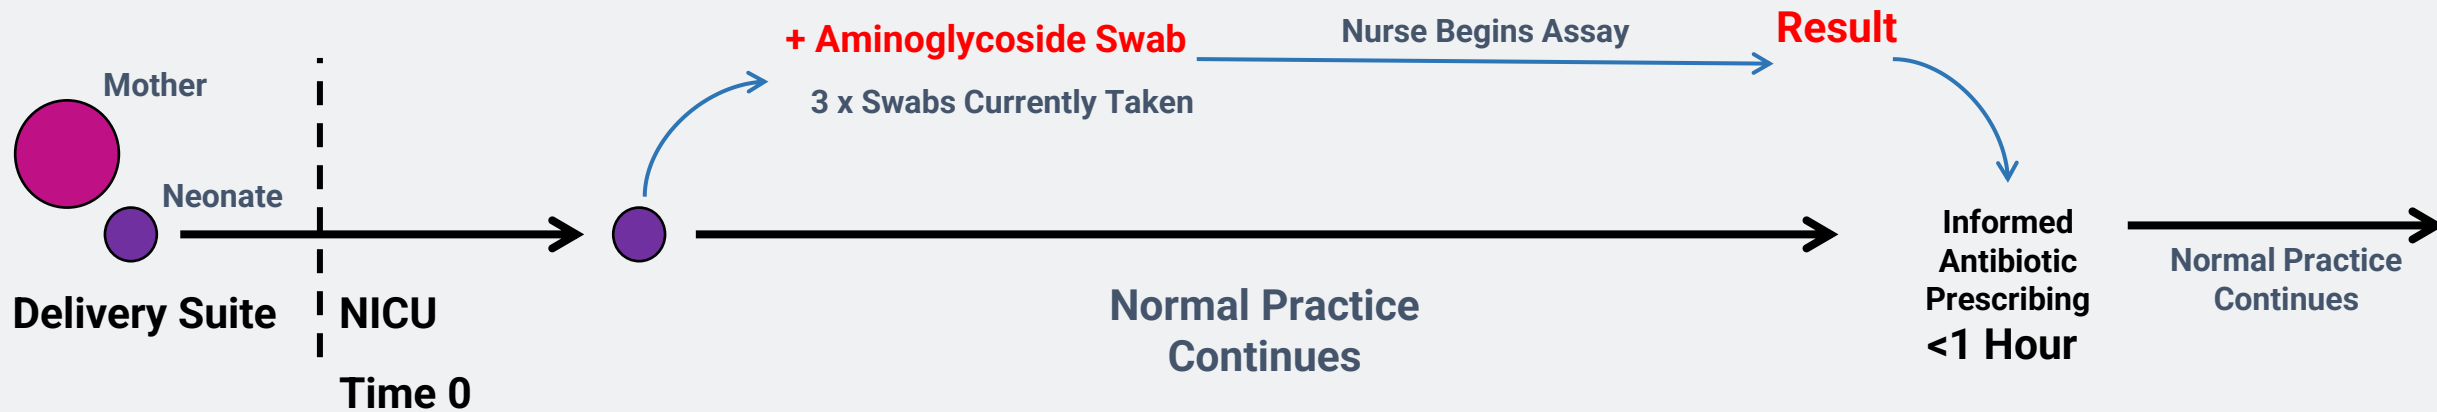 Mother
Neonate
Delivery Suite
NICU
Time 0
+ Aminoglycoside Swab
3 x Swabs Currently Taken
Nurse Begins Assay
Result
Normal Practice
Continues
Informed
Antibiotic
Prescribing
<1 Hour
Normal Practice
Continues